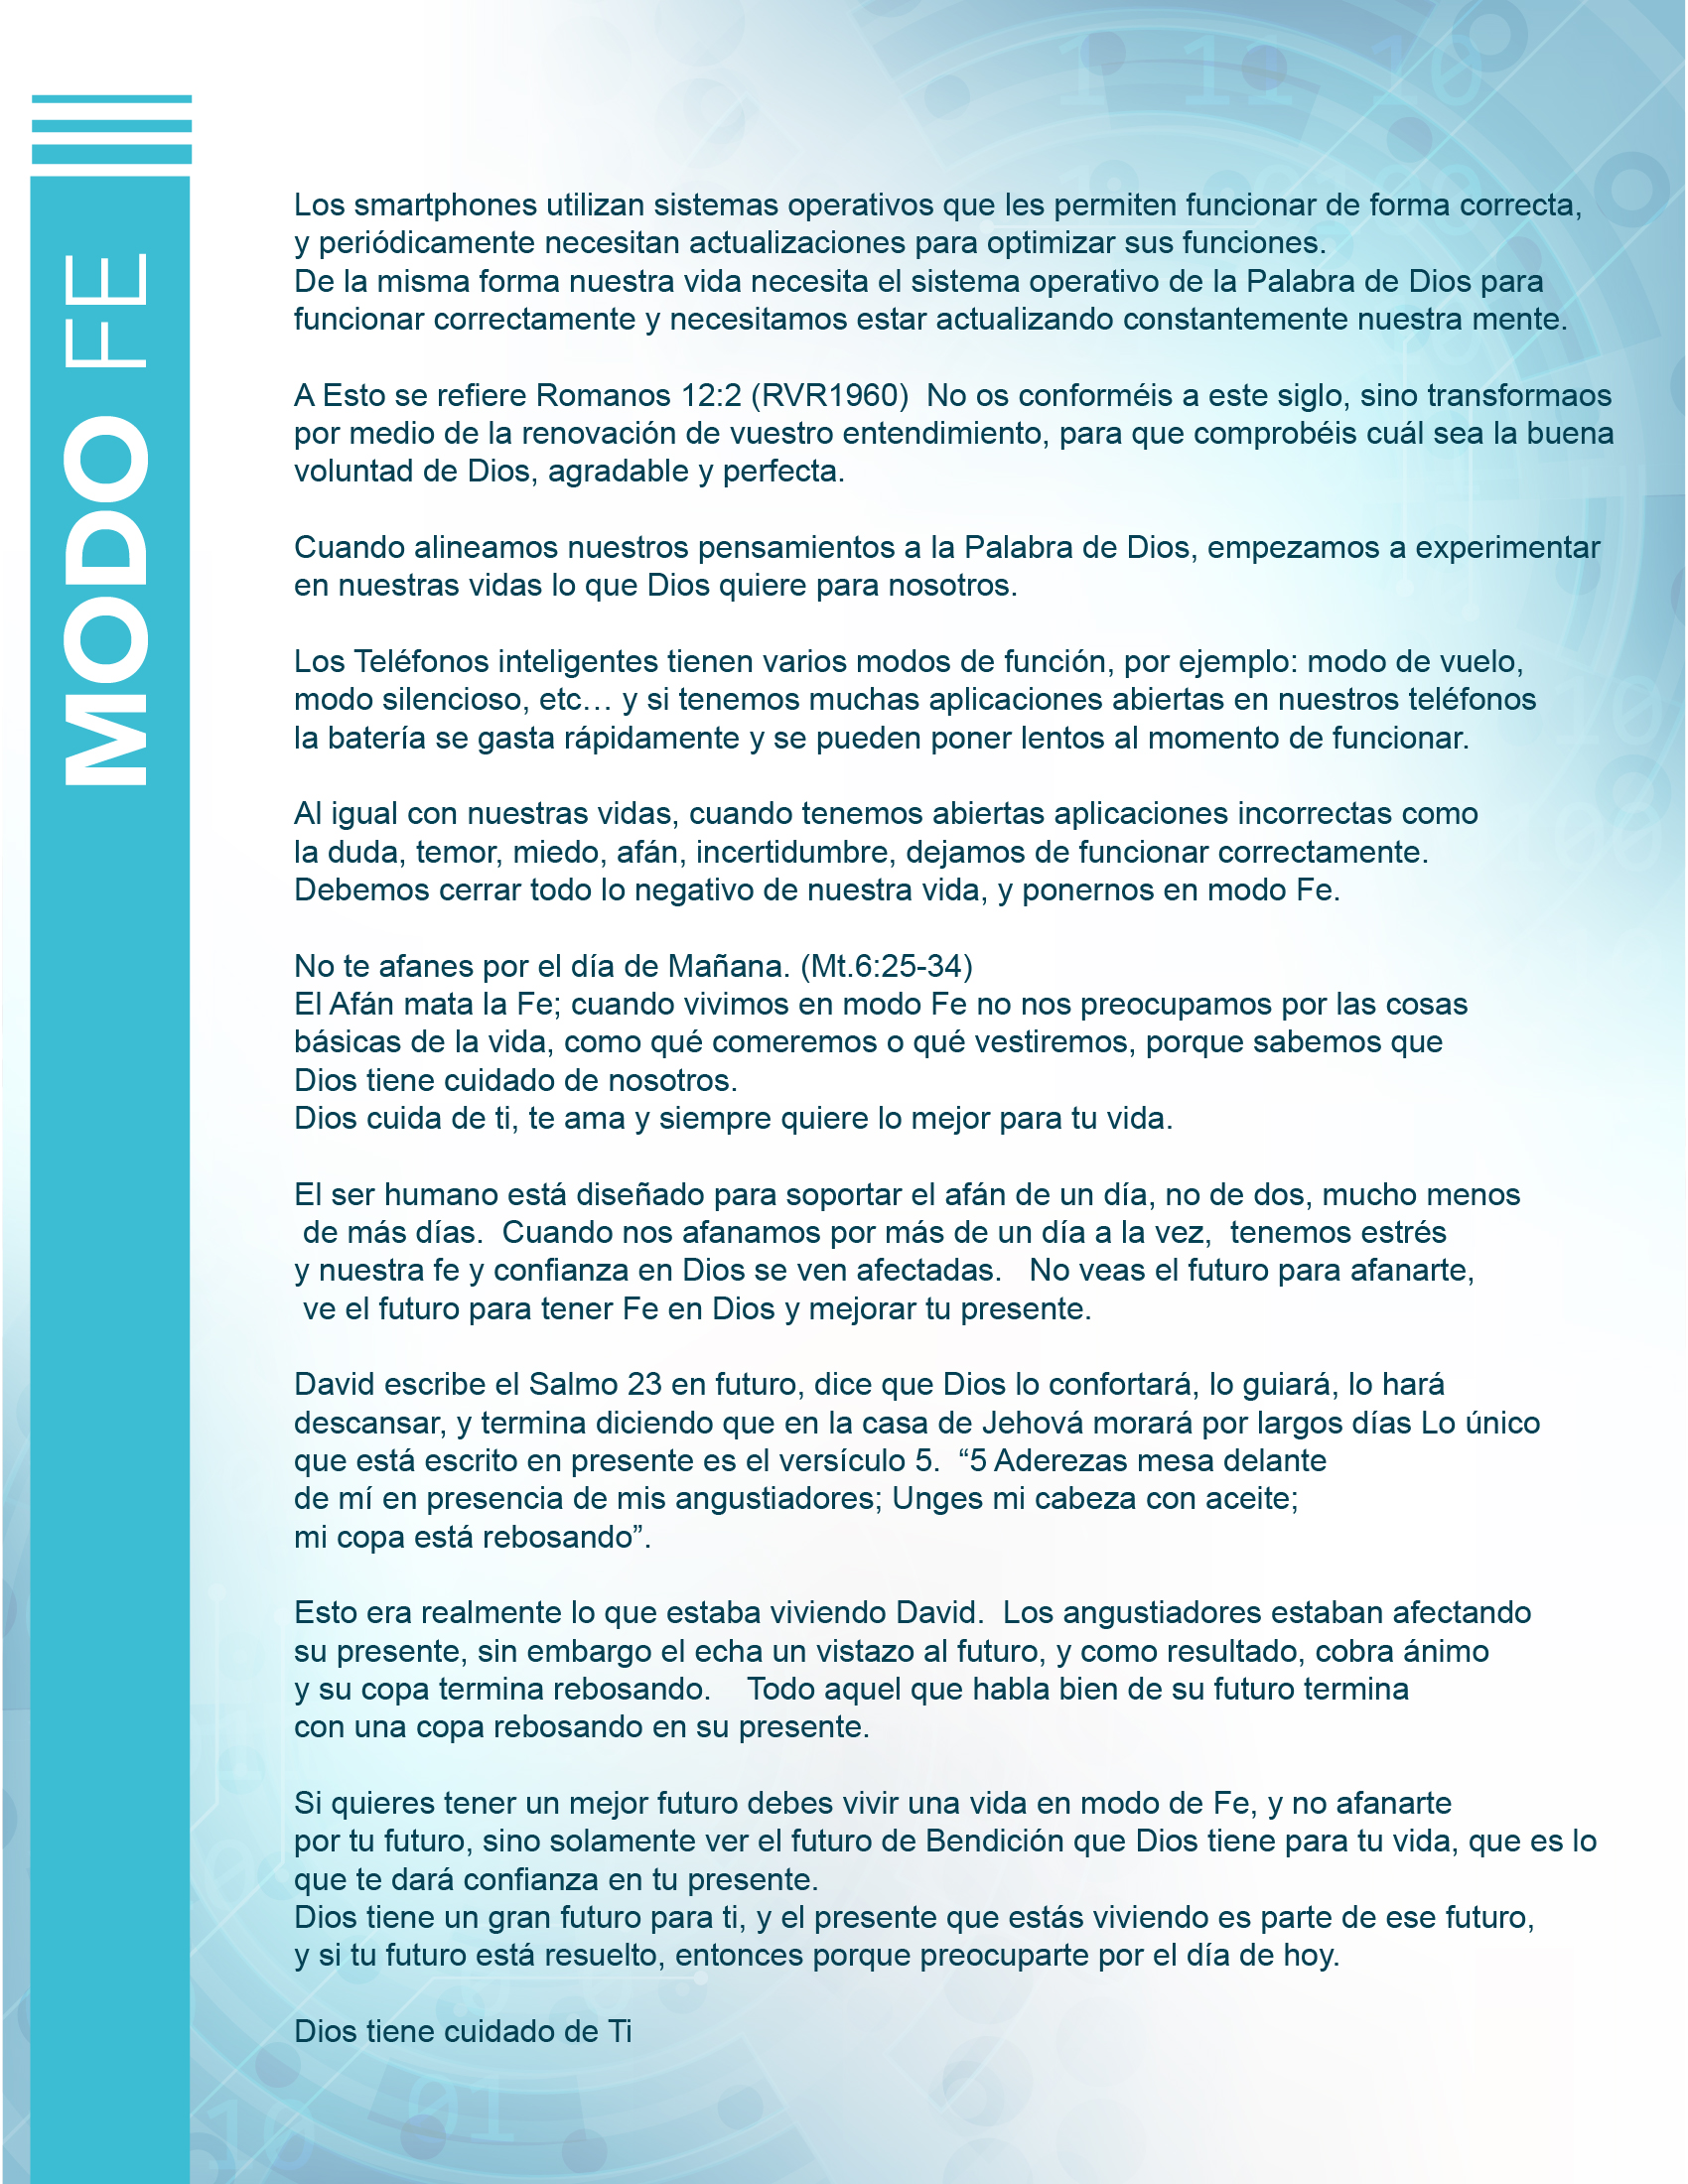 MODO FE
Los smartphones utilizan sistemas operativos que les permiten funcionar de forma correcta,
y periódicamente necesitan actualizaciones para optimizar sus funciones.
De la misma forma nuestra vida necesita el sistema operativo de la Palabra de Dios para
funcionar correctamente y necesitamos estar actualizando constantemente nuestra mente.
A Esto se refiere Romanos 12:2 (RVR1960)  No os conforméis a este siglo, sino transformaos
por medio de la renovación de vuestro entendimiento, para que comprobéis cuál sea la buena
voluntad de Dios, agradable y perfecta.
Cuando alineamos nuestros pensamientos a la Palabra de Dios, empezamos a experimentar
en nuestras vidas lo que Dios quiere para nosotros.
Los Teléfonos inteligentes tienen varios modos de función, por ejemplo: modo de vuelo,
modo silencioso, etc… y si tenemos muchas aplicaciones abiertas en nuestros teléfonos
la batería se gasta rápidamente y se pueden poner lentos al momento de funcionar.
Al igual con nuestras vidas, cuando tenemos abiertas aplicaciones incorrectas como
la duda, temor, miedo, afán, incertidumbre, dejamos de funcionar correctamente.
Debemos cerrar todo lo negativo de nuestra vida, y ponernos en modo Fe.
No te afanes por el día de Mañana. (Mt.6:25-34)
El Afán mata la Fe; cuando vivimos en modo Fe no nos preocupamos por las cosas
básicas de la vida, como qué comeremos o qué vestiremos, porque sabemos que
Dios tiene cuidado de nosotros.
Dios cuida de ti, te ama y siempre quiere lo mejor para tu vida.
El ser humano está diseñado para soportar el afán de un día, no de dos, mucho menos
de más días.  Cuando nos afanamos por más de un día a la vez,  tenemos estrés
y nuestra fe y confianza en Dios se ven afectadas.   No veas el futuro para afanarte,
ve el futuro para tener Fe en Dios y mejorar tu presente.
David escribe el Salmo 23 en futuro, dice que Dios lo confortará, lo guiará, lo hará
descansar, y termina diciendo que en la casa de Jehová morará por largos días Lo único
que está escrito en presente es el versículo 5.  “5 Aderezas mesa delante
de mí en presencia de mis angustiadores; Unges mi cabeza con aceite;
mi copa está rebosando”.
Esto era realmente lo que estaba viviendo David.  Los angustiadores estaban afectando
su presente, sin embargo el echa un vistazo al futuro, y como resultado, cobra ánimo
y su copa termina rebosando.    Todo aquel que habla bien de su futuro termina
con una copa rebosando en su presente.
Si quieres tener un mejor futuro debes vivir una vida en modo de Fe, y no afanarte
por tu futuro, sino solamente ver el futuro de Bendición que Dios tiene para tu vida, que es lo
que te dará confianza en tu presente.
Dios tiene un gran futuro para ti, y el presente que estás viviendo es parte de ese futuro,
y si tu futuro está resuelto, entonces porque preocuparte por el día de hoy.
Dios tiene cuidado de Ti